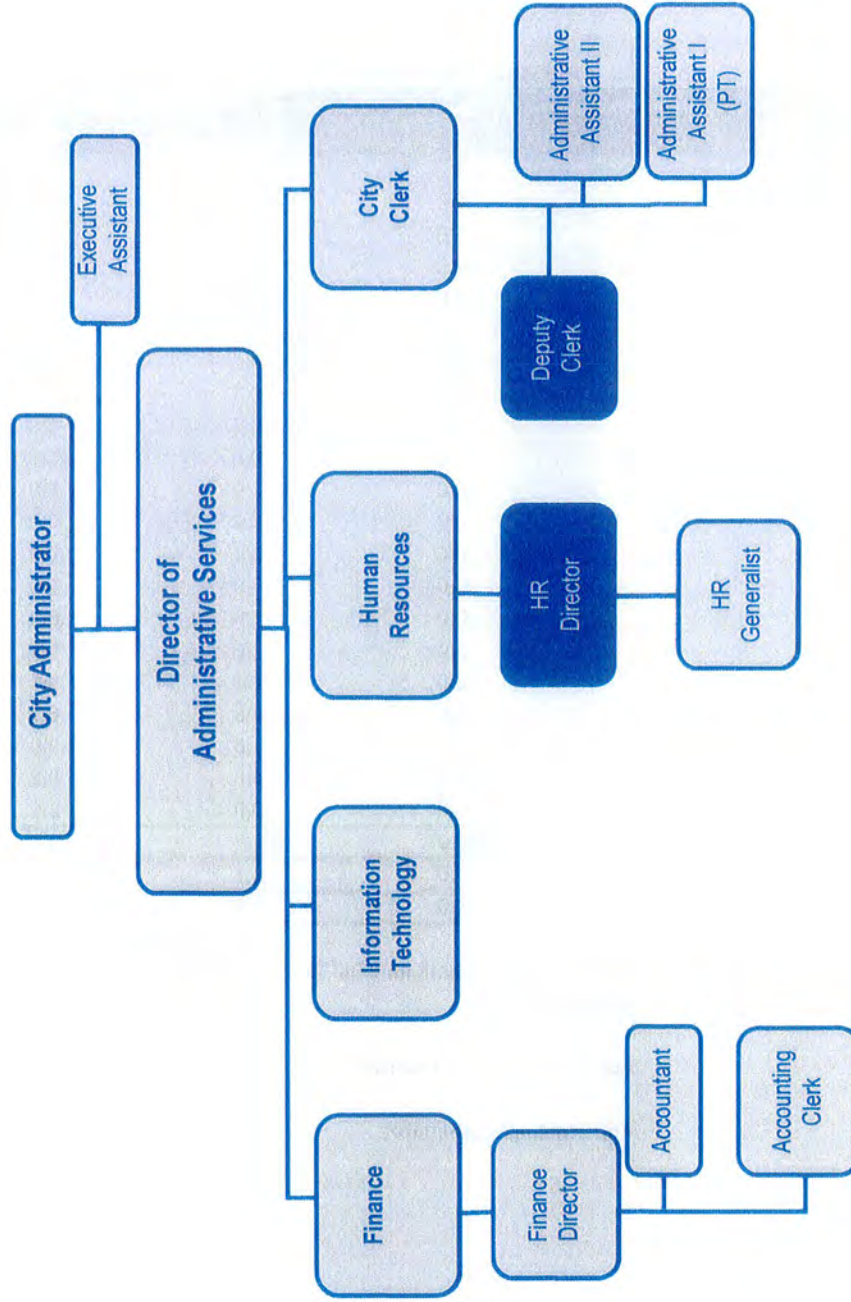 City Administrator
Executive
Assistant
Director of
Administrative Services
Finance
Information
Technology
Human
Resources
City
Clerk
Finance
Director
Accountant
Accounting
Clerk
HR
Director
HR
Generalist
Deputy
Clerk
Administrative
Assistant II
Administrative
Assistant I
(PT)